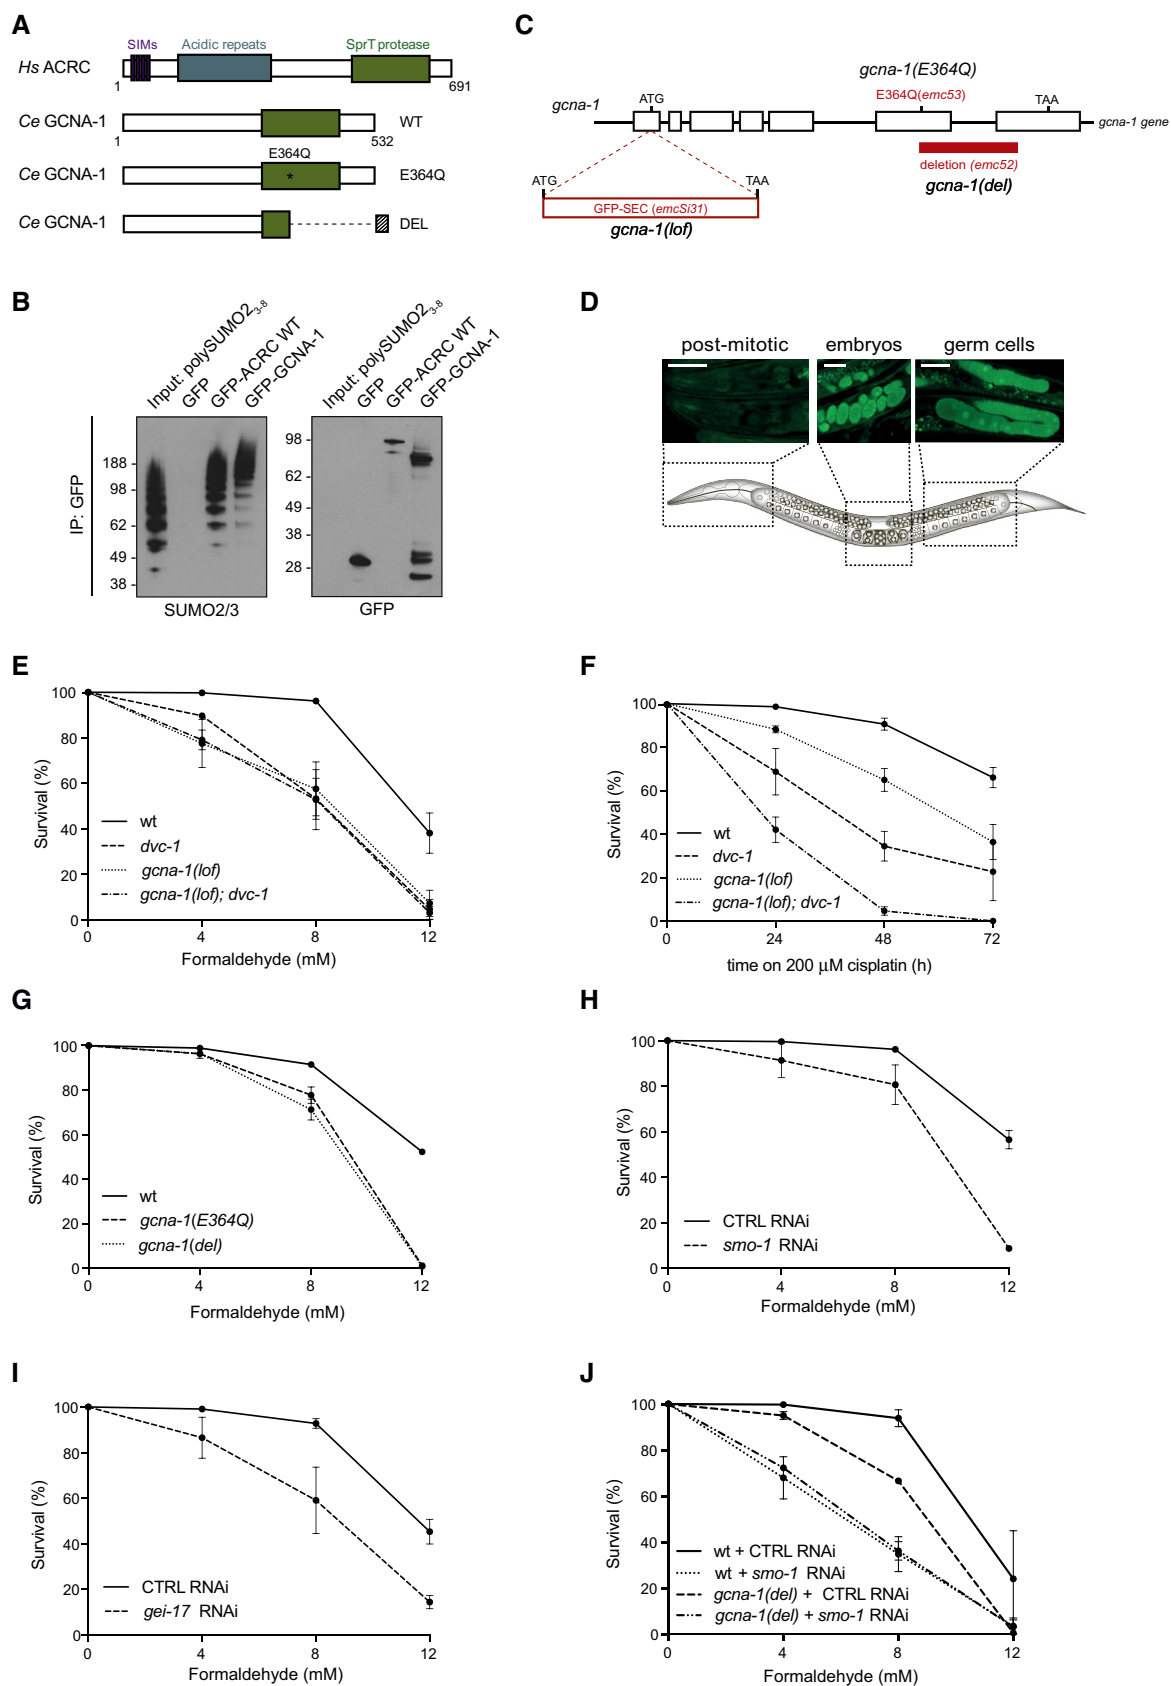 A
SIMs
Acidic repeats
SprT protease
Hs ACRC
1
691
Ce GCNA-1
WT
1
532
E364Q
Ce GCNA-1
*
E364Q
Ce GCNA-1
DEL
C
gcna-1(E364Q)
E364Q(emc53)
gcna-1
ATG
TAA
gcna-1 gene
deletion (emc52)
gcna-1(del)
ATG
TAA
GFP-SEC (emcSi31)
gcna-1(lof)
B
Input: polySUMO23-8
GFP
GFP-ACRC WT
GFP-GCNA-1
Input: polySUMO23-8
GFP
GFP-ACRC WT
GFP-GCNA-1
IP: GFP
188
98
62
49
38
SUMO2/3
98
62
49
38
28
GFP
D
post-mitotic
embryos
germ cells
E
Survival (%)
100
80
60
40
20
0
wt
dvc-1
gcna-1(lof)
gcna-1(lof); dvc-1
0
4
8
12
Formaldehyde (mM)
F
Survival (%)
100
80
60
40
20
0
wt
dvc-1
gcna-1(lof)
gcna-1(lof); dvc-1
0
24
48
72
time on 200 µM cisplatin (h)
G
Survival (%)
100
80
60
40
20
0
wt
gcna-1(E364Q)
gcna-1(del)
0
4
8
12
Formaldehyde (mM)
H
Survival (%)
100
80
60
40
20
0
CTRL RNAi
smo-1 RNAi
0
4
8
12
Formaldehyde (mM)
I
Survival (%)
100
80
60
40
20
0
CTRL RNAi
gei-17 RNAi
0
4
8
12
Formaldehyde (mM)
J
Survival (%)
100
80
60
40
20
0
wt + CTRL RNAi
wt + smo-1 RNAi
gcna-1(del) + CTRL RNAi
gcna-1(del) + smo-1 RNAi
0
4
8
12
Formaldehyde (mM)